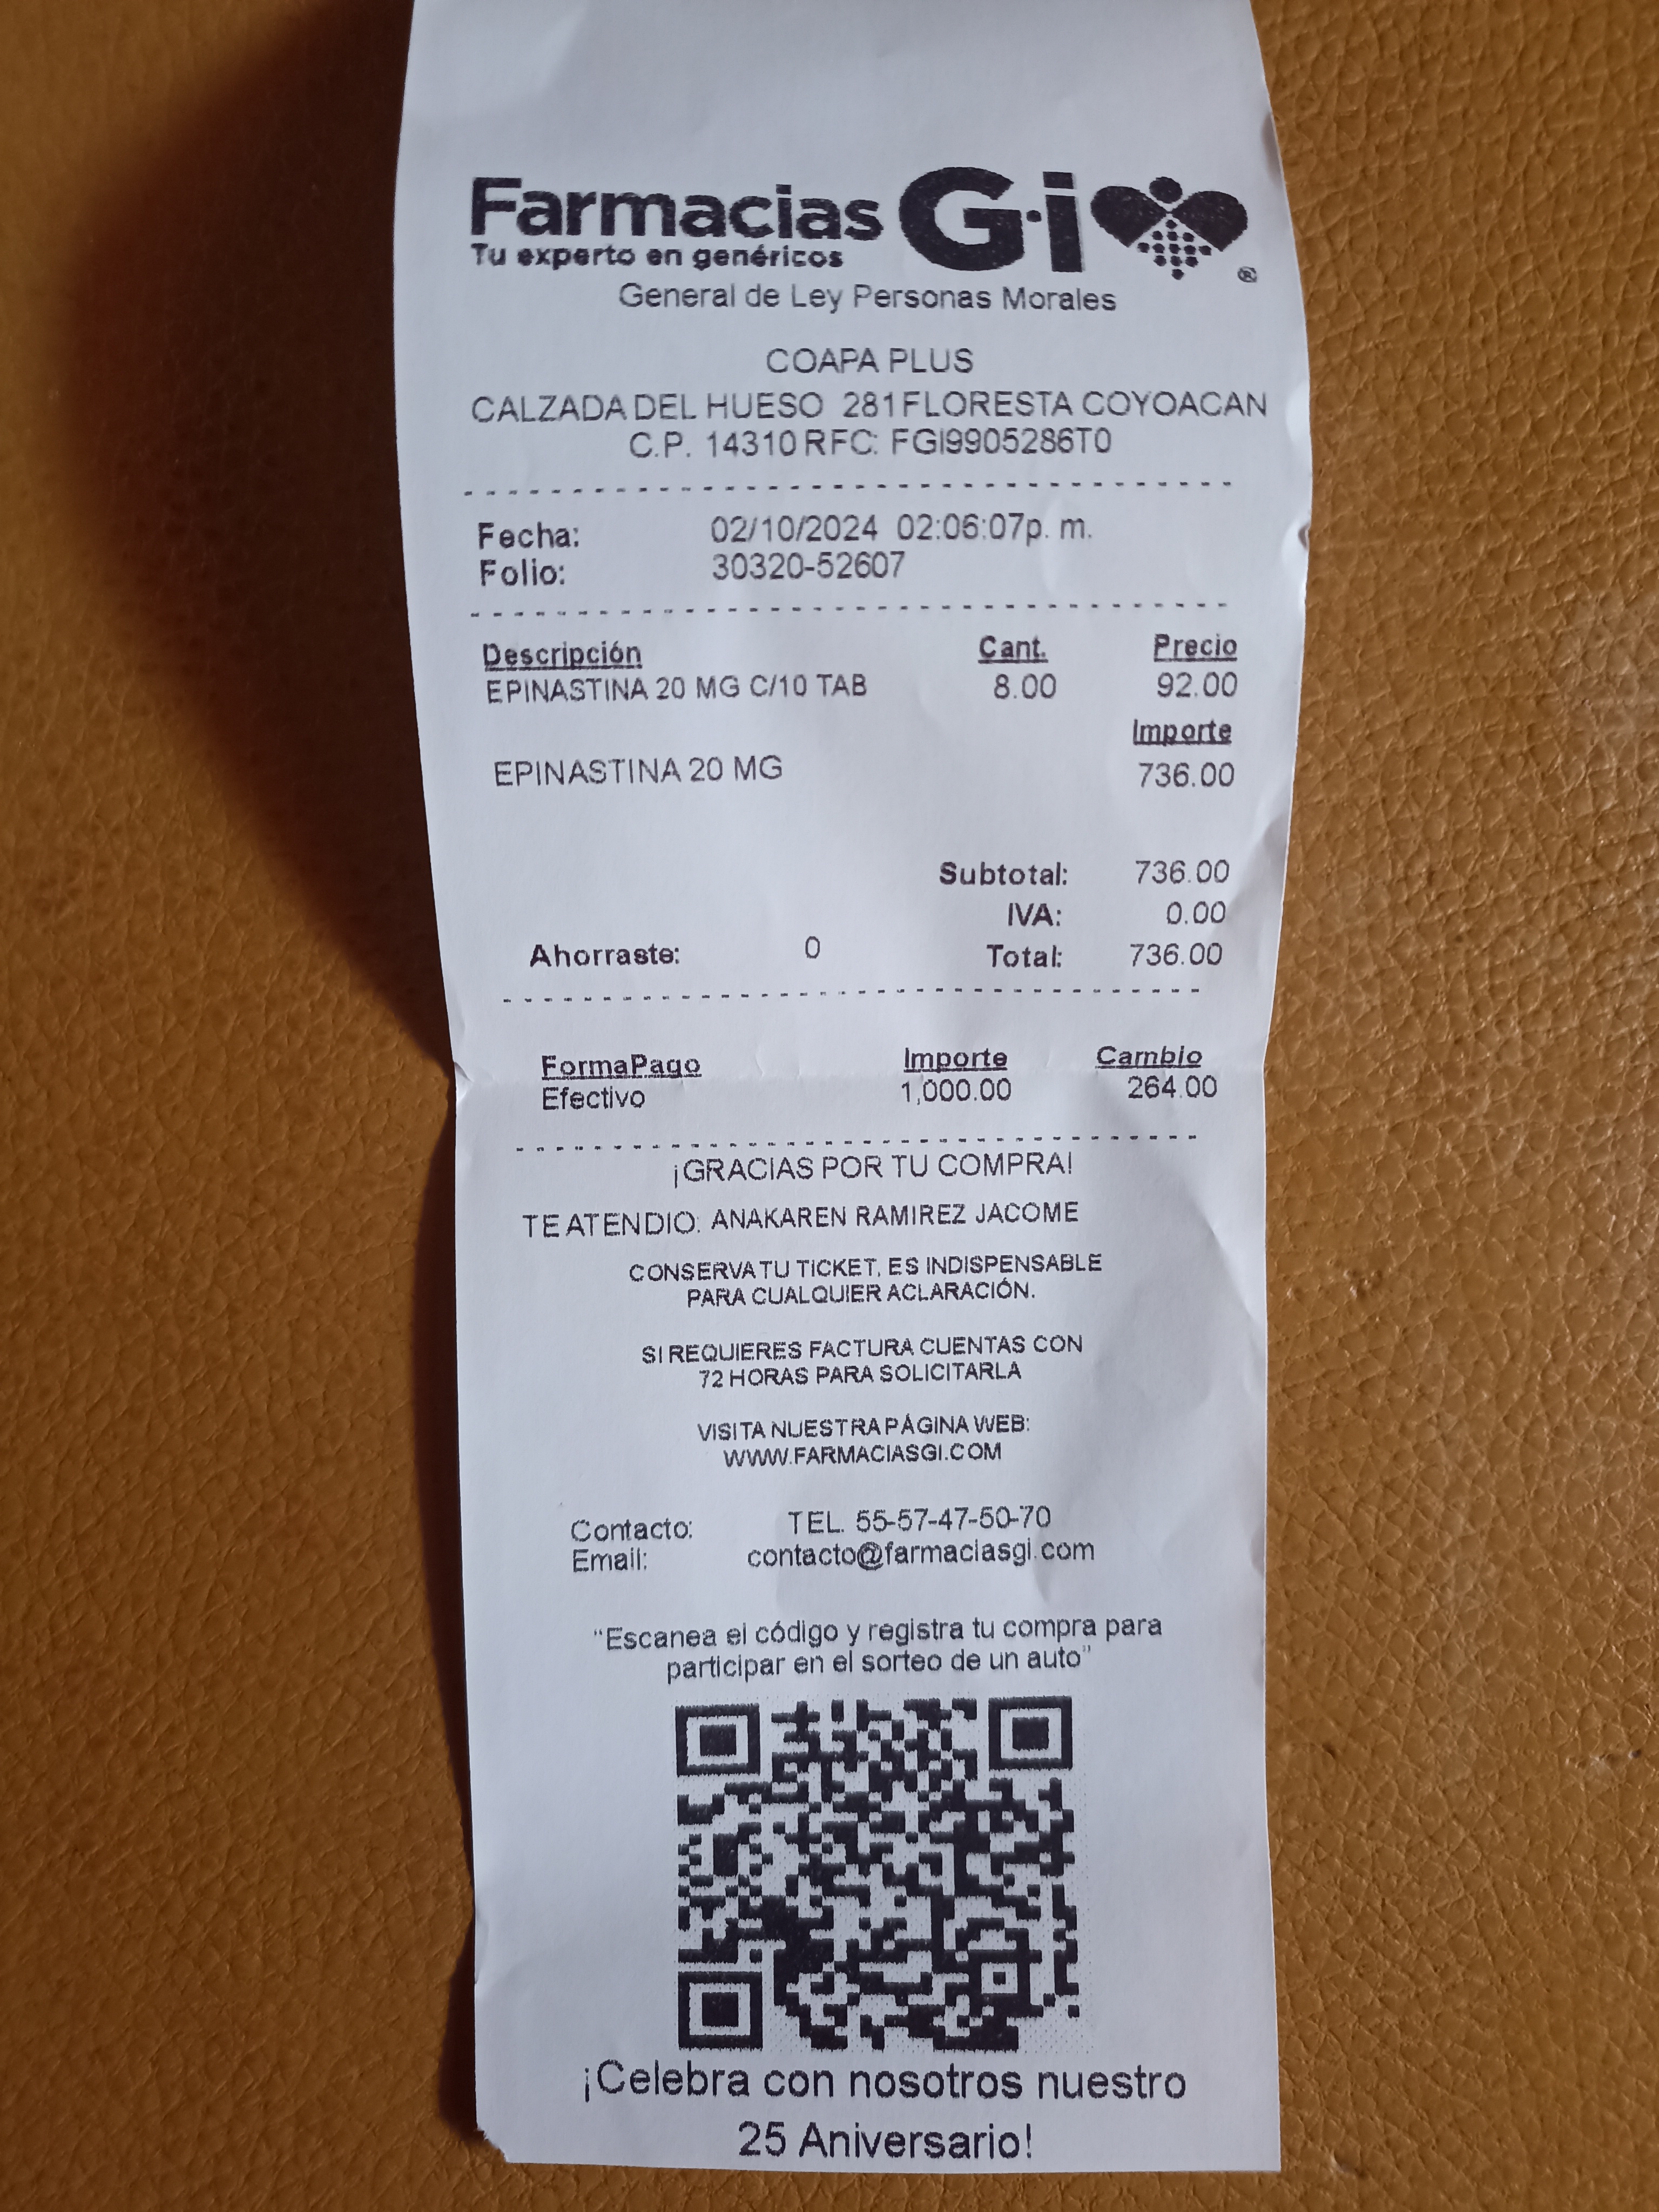 Farmacias G·i
Tu experto en genéricos
®
General de Ley Personas Morales
COAPA PLUS
CALZADA DEL HUESO 281 FLORESTA COYOACAN
C.P. 14310 RFC: FGI9905286T0
Fecha: 02/10/2024 02:06:07p. m.
Folio: 30320-52607
Descripción Cant. Precio
EPINASTINA 20 MG C/10 TAB 8.00 92.00
Importe
EPINASTINA 20 MG 736.00
Subtotal: 736.00
IVA: 0.00
Ahorraste: 0 Total: 736.00
FormaPago Importe Cambio
Efectivo 1,000.00 264.00
¡GRACIAS POR TU COMPRA!
TE ATENDIO: ANAKAREN RAMIREZ JACOME
CONSERVA TU TICKET, ES INDISPENSABLE
PARA CUALQUIER ACLARACIÓN.
SI REQUIERES FACTURA CUENTAS CON
72 HORAS PARA SOLICITARLA
VISITA NUESTRA PÁGINA WEB:
WWW.FARMACIASGI.COM
Contacto: TEL. 55-57-47-50-70
Email: contacto@farmaciasgi.com
"Escanea el código y registra tu compra para
participar en el sorteo de un auto"
¡Celebra con nosotros nuestro
25 Aniversario!